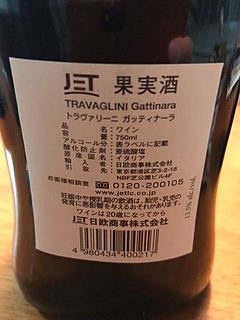 JET 果実酒
TRAVAGLINI Gattinara
トラヴァリーニ ガッティナーラ
品名：ワイン
容量：750ml
アルコール分：表ラベルに記載
酸化防止剤：亜硫酸塩
原産国名：イタリア
輸入者：日欧商事株式会社
引取先：東京都港区芝3-2-18
NBF芝公園ビル4F
お客様相談室 0120-200105
www.jetlc.co.jp
妊娠中や授乳期の飲酒は、胎児・乳児の
発育に悪影響を与えるおそれがあります。
ワインは20歳になってから
JET 日欧商事株式会社
4 980434 400217
13.5% alc./vol.